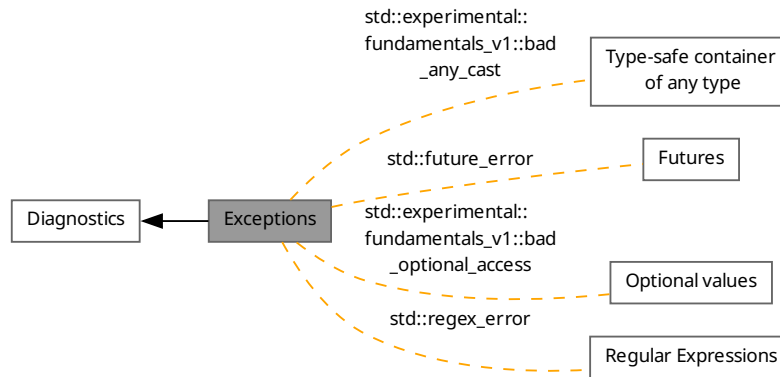 std::experimental::
fundamentals_v1::bad
_any_cast
Type-safe container
of any type
std::future_error
Futures
Diagnostics
Exceptions
std::experimental::
fundamentals_v1::bad
_optional_access
Optional values
std::regex_error
Regular Expressions